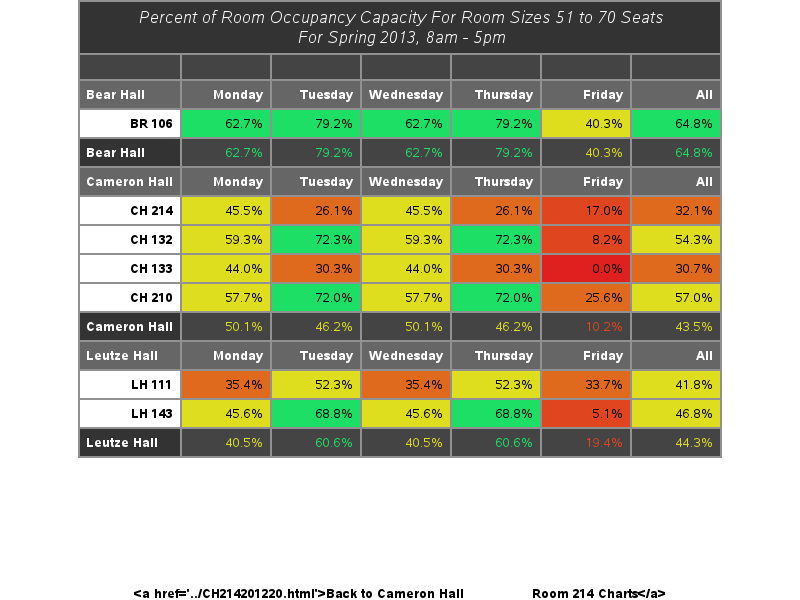 Percent of Room Occupancy Capacity For Room Sizes 51 to 70 Seats
For Spring 2013, 8am - 5pm
Bear Hall Monday Tuesday Wednesday Thursday Friday All
BR 106 62.7% 79.2% 62.7% 79.2% 40.3% 64.8%
Bear Hall 62.7% 79.2% 62.7% 79.2% 40.3% 64.8%
Cameron Hall Monday Tuesday Wednesday Thursday Friday All
CH 214 45.5% 26.1% 45.5% 26.1% 17.0% 32.1%
CH 132 59.3% 72.3% 59.3% 72.3% 8.2% 54.3%
CH 133 44.0% 30.3% 44.0% 30.3% 0.0% 30.7%
CH 210 57.7% 72.0% 57.7% 72.0% 25.6% 57.0%
Cameron Hall 50.1% 46.2% 50.1% 46.2% 10.2% 43.5%
Leutze Hall Monday Tuesday Wednesday Thursday Friday All
LH 111 35.4% 52.3% 35.4% 52.3% 33.7% 41.8%
LH 143 45.6% 68.8% 45.6% 68.8% 5.1% 46.8%
Leutze Hall 40.5% 60.6% 40.5% 60.6% 19.4% 44.3%
<a href='../CH214201220.html'>Back to Cameron Hall Room 214 Charts</a>